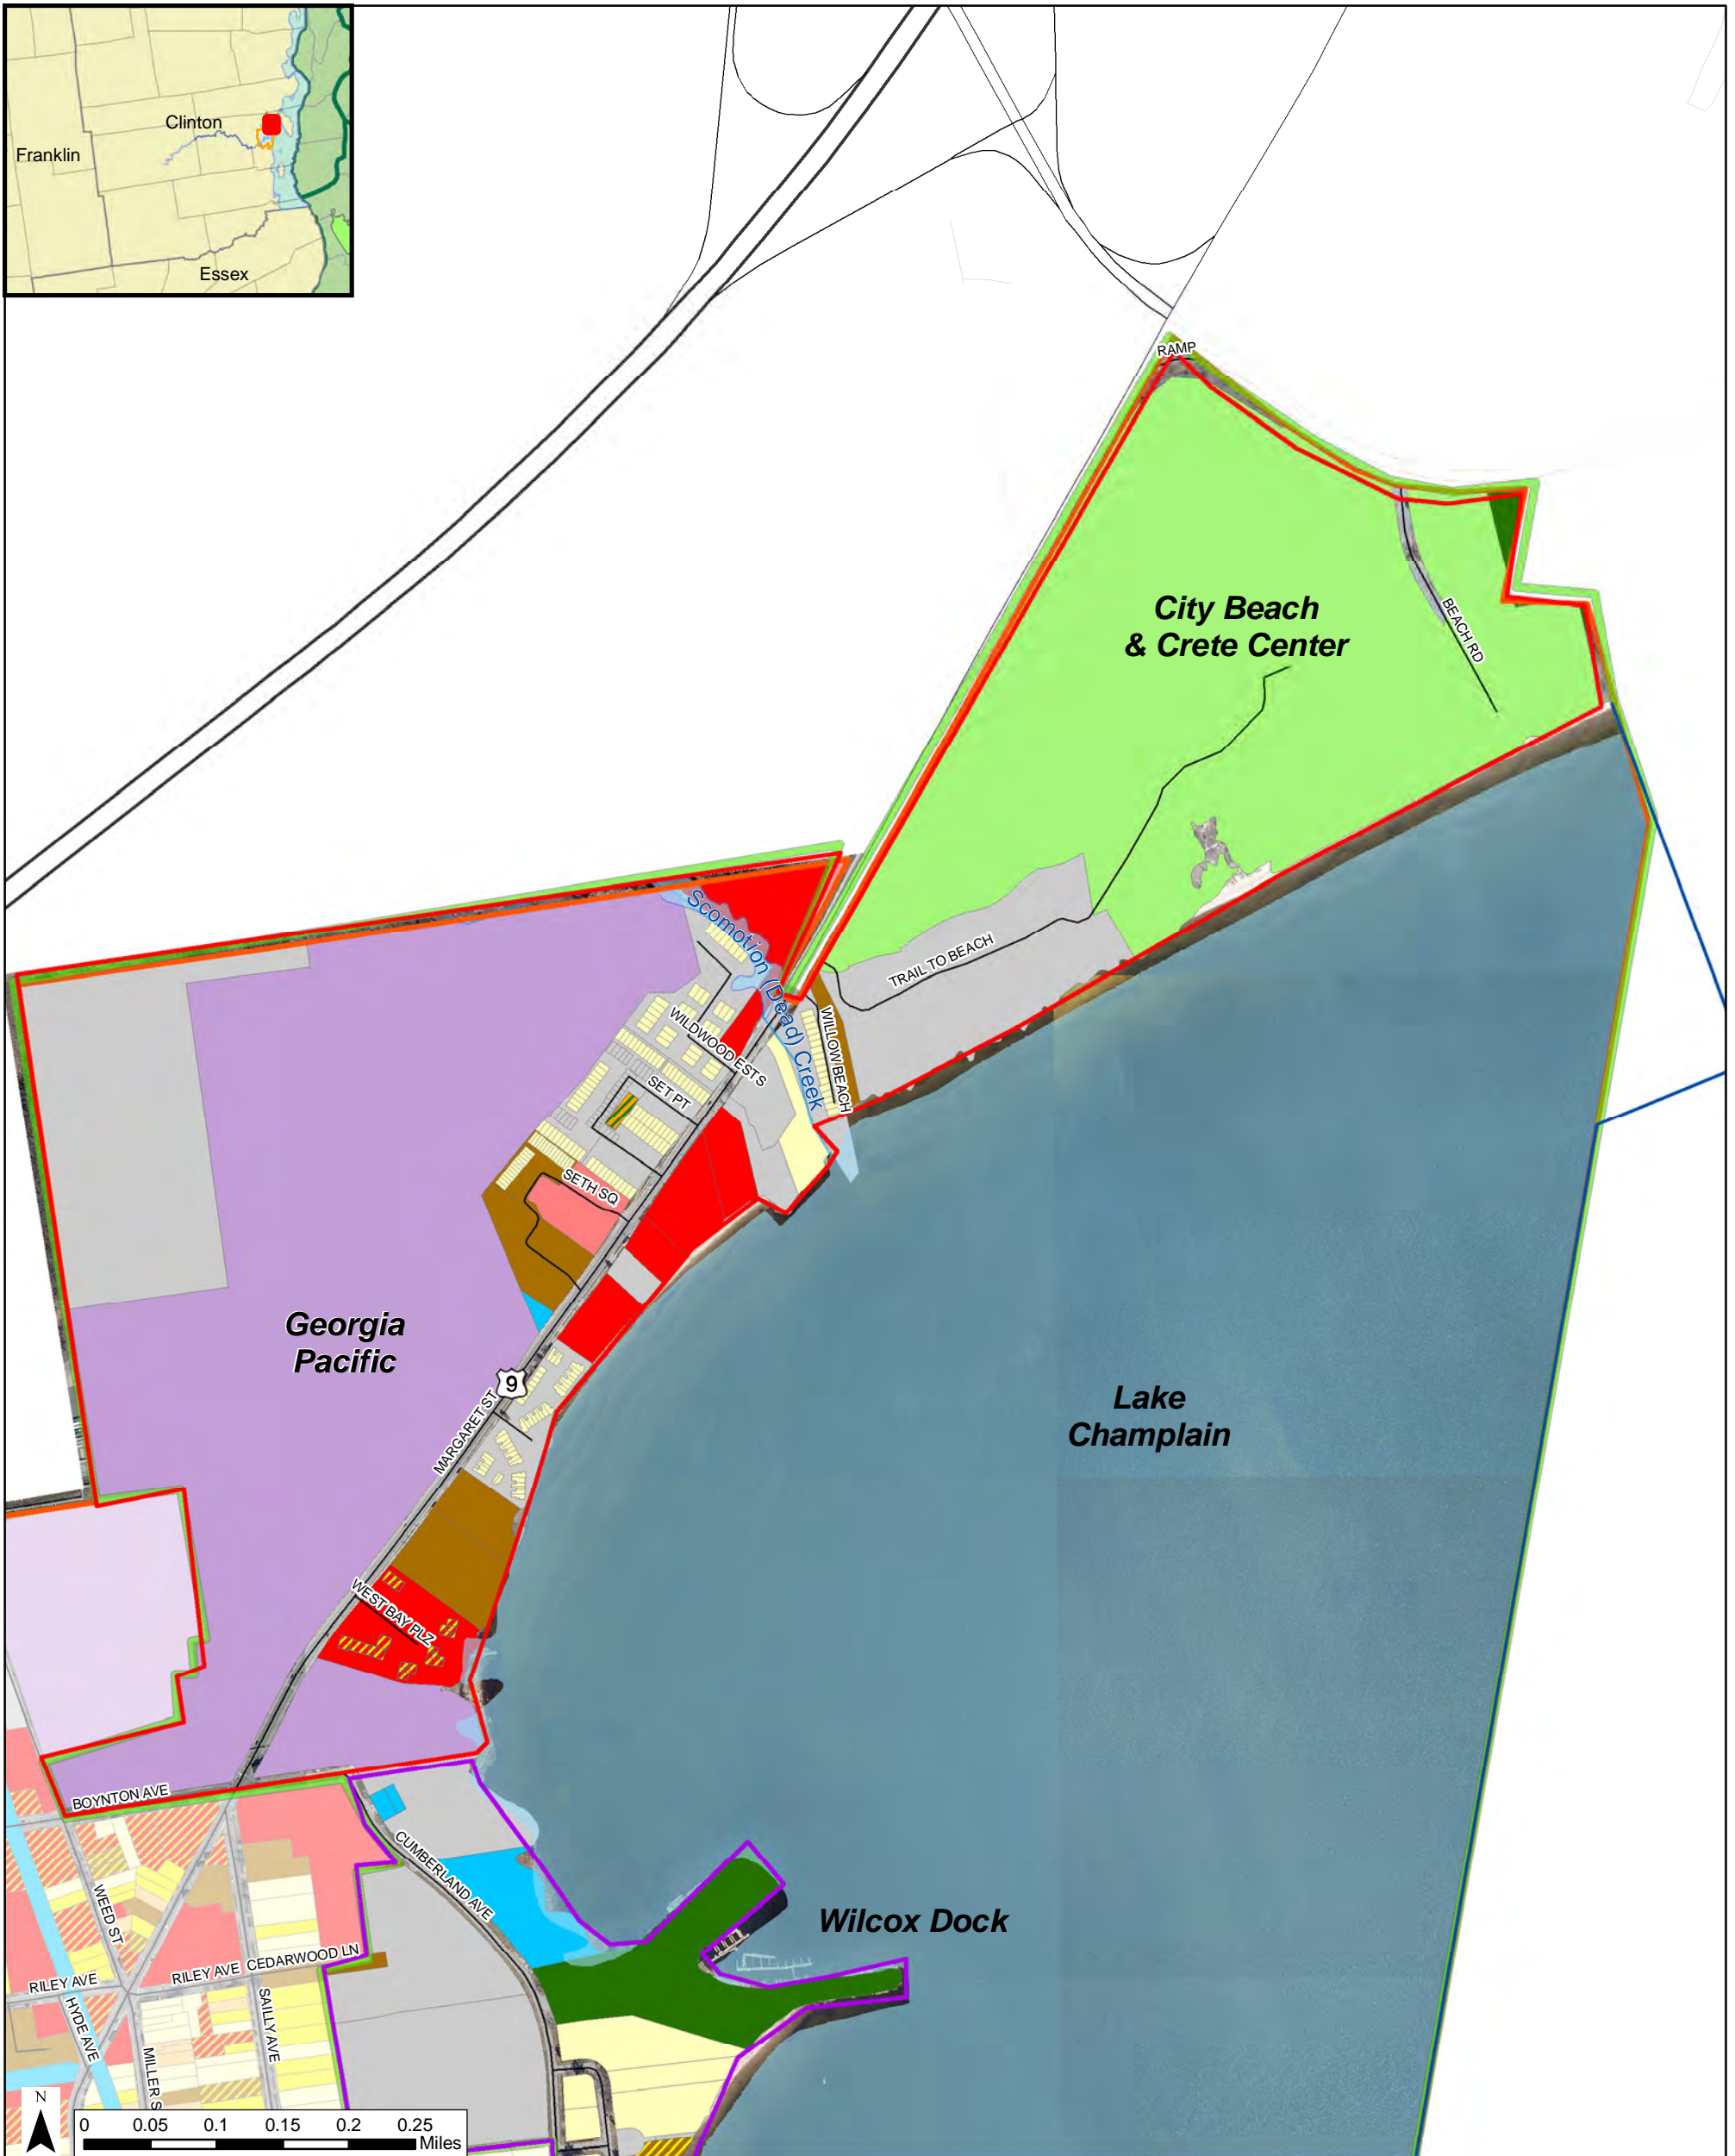 Clinton
Franklin
Essex
RAMP
City Beach
& Crete Center
BEACH RD
Scomotion (Dead) Creek
TRAIL TO BEACH
WILLOW BEACH
WILDWOOD ESTS
SET PT
SETH SQ
Georgia
Pacific
9
MARGARET ST
Lake
Champlain
WEST BAY PLZ
BOYNTON AVE
CUMBERLAND AVE
WEED ST
Wilcox Dock
RILEY AVE
RILEY AVE
CEDARWOOD LN
HYDE AVE
SAILLY AVE
MILLER S
N
0 0.05 0.1 0.15 0.2 0.25
Miles